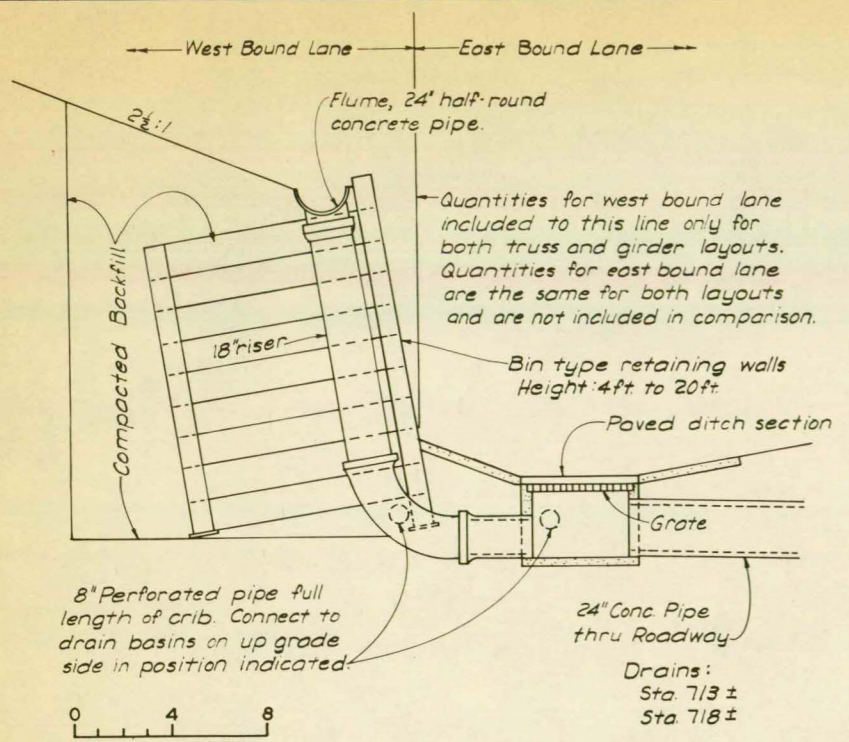 West Bound Lane
East Bound Lane
2½:1
Flume, 24" half-round
concrete pipe.
Compacted Backfill
Quantities for west bound lane
included to this line only for
both truss and girder layouts.
Quantities for east bound lane
are the same for both layouts
and are not included in comparison.
18" riser
Bin type retaining walls
Height: 4ft. to 20ft.
Paved ditch section
Grate
8" Perforated pipe full
length of crib. Connect to
drain basins on up grade
side in position indicated
24" Conc. Pipe
thru Roadway
Drains:
Sta. 713 ±
Sta. 718 ±
0 4 8